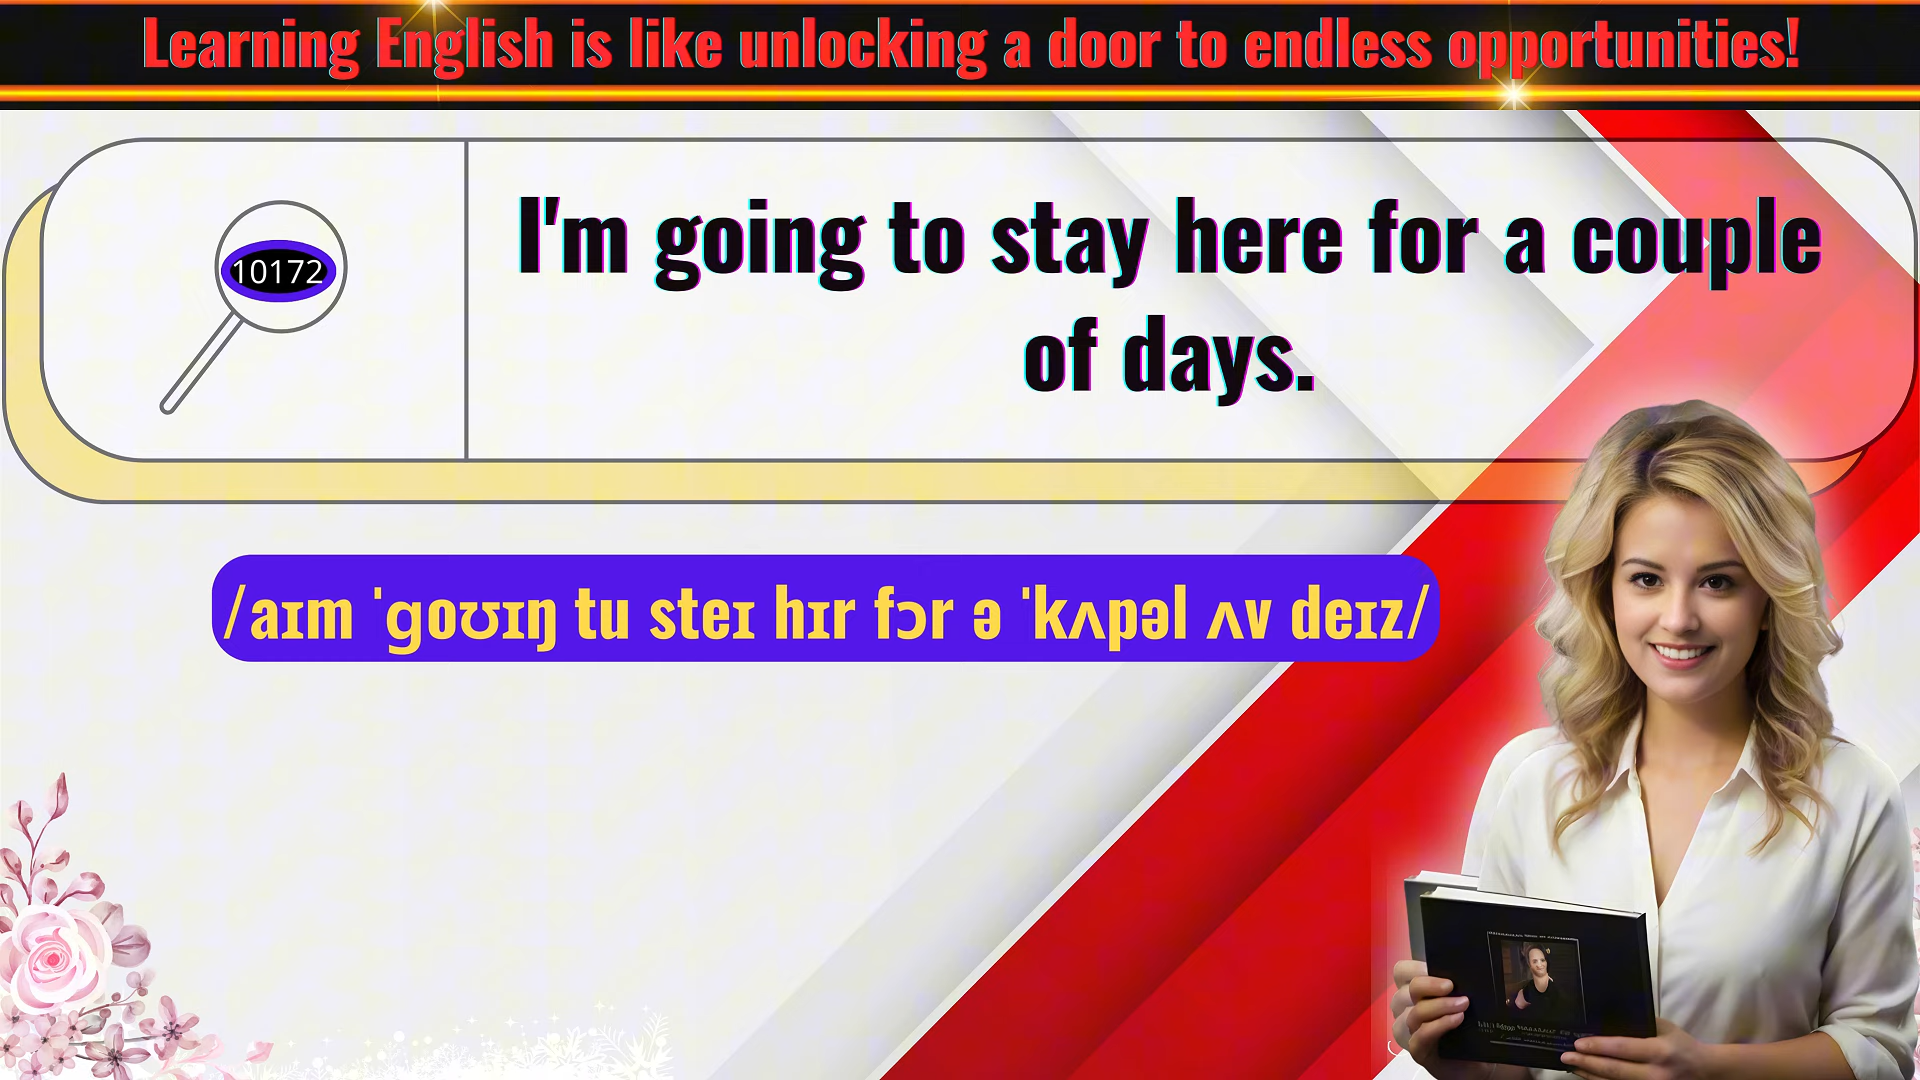 Learning English is like unlocking a door to endless opportunities!
10172
I'm going to stay here for a couple
of days.
/aɪm ˈɡoʊɪŋ tu steɪ hɪr fɔr ə ˈkʌpəl ʌv deɪz/